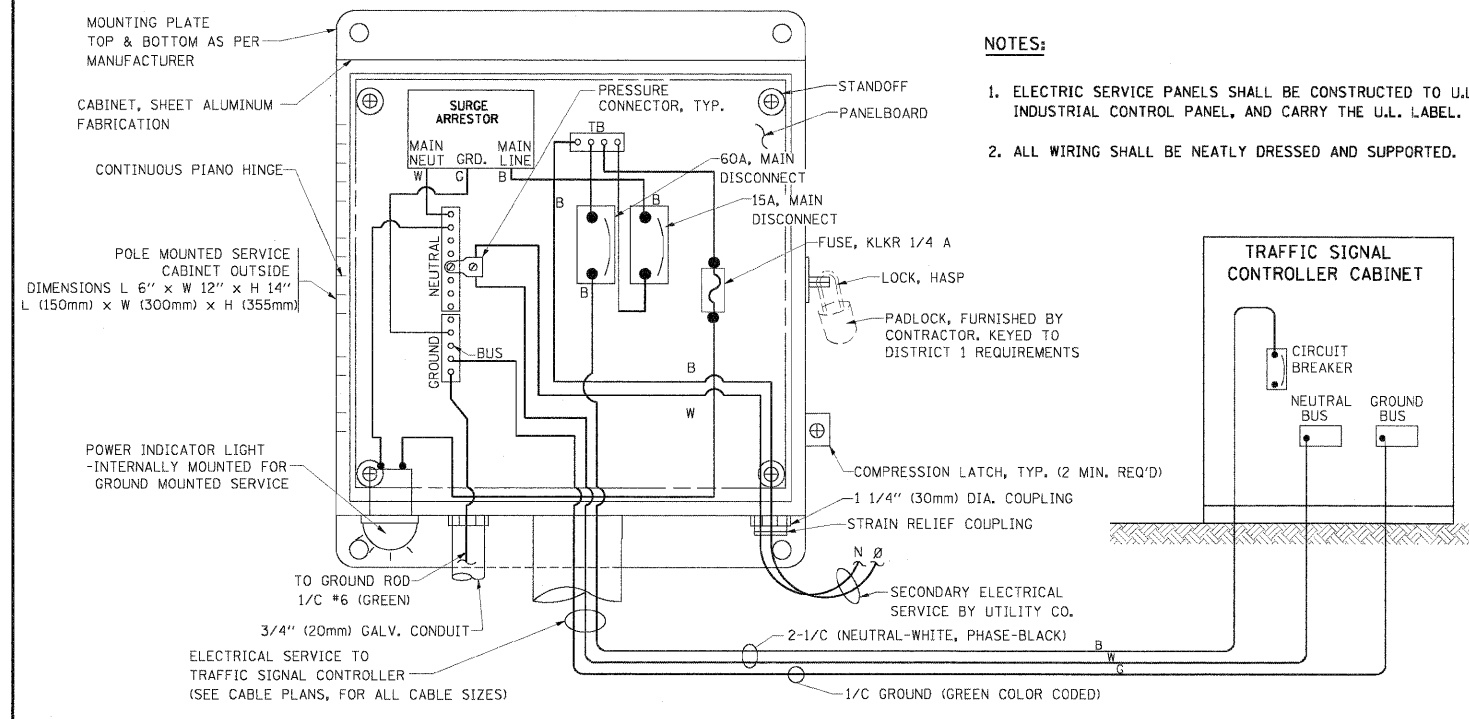 MOUNTING PLATE
TOP & BOTTOM AS PER
MANUFACTURER
CABINET, SHEET ALUMINUM
FABRICATION
CONTINUOUS PIANO HINGE
POLE MOUNTED SERVICE
CABINET OUTSIDE
DIMENSIONS L 6" x W 12" x H 14"
L (150mm) x W (300mm) x H (355mm)
POWER INDICATOR LIGHT
-INTERNALLY MOUNTED FOR
GROUND MOUNTED SERVICE
TO GROUND ROD
1/C #6 (GREEN)
3/4" (20mm) GALV. CONDUIT
ELECTRICAL SERVICE TO
TRAFFIC SIGNAL CONTROLLER
(SEE CABLE PLANS, FOR ALL CABLE SIZES)
SURGE
ARRESTOR
MAIN
NEUT
GRD.
MAIN
LINE
W
G
B
NEUTRAL
GROUND
BUS
PRESSURE
CONNECTOR, TYP.
TB
B
B
B
B
W
STANDOFF
PANELBOARD
60A, MAIN
DISCONNECT
15A, MAIN
DISCONNECT
FUSE, KLKR 1/4 A
LOCK, HASP
PADLOCK, FURNISHED BY
CONTRACTOR, KEYED TO
DISTRICT 1 REQUIREMENTS
COMPRESSION LATCH, TYP. (2 MIN. REQ'D)
1 1/4" (30mm) DIA. COUPLING
STRAIN RELIEF COUPLING
N Ø
SECONDARY ELECTRICAL
SERVICE BY UTILITY CO.
2-1/C (NEUTRAL-WHITE, PHASE-BLACK)
B
W
G
1/C GROUND (GREEN COLOR CODED)
NOTES:
1. ELECTRIC SERVICE PANELS SHALL BE CONSTRUCTED TO U.L
INDUSTRIAL CONTROL PANEL, AND CARRY THE U.L. LABEL.
2. ALL WIRING SHALL BE NEATLY DRESSED AND SUPPORTED.
TRAFFIC SIGNAL
CONTROLLER CABINET
CIRCUIT
BREAKER
NEUTRAL
BUS
GROUND
BUS